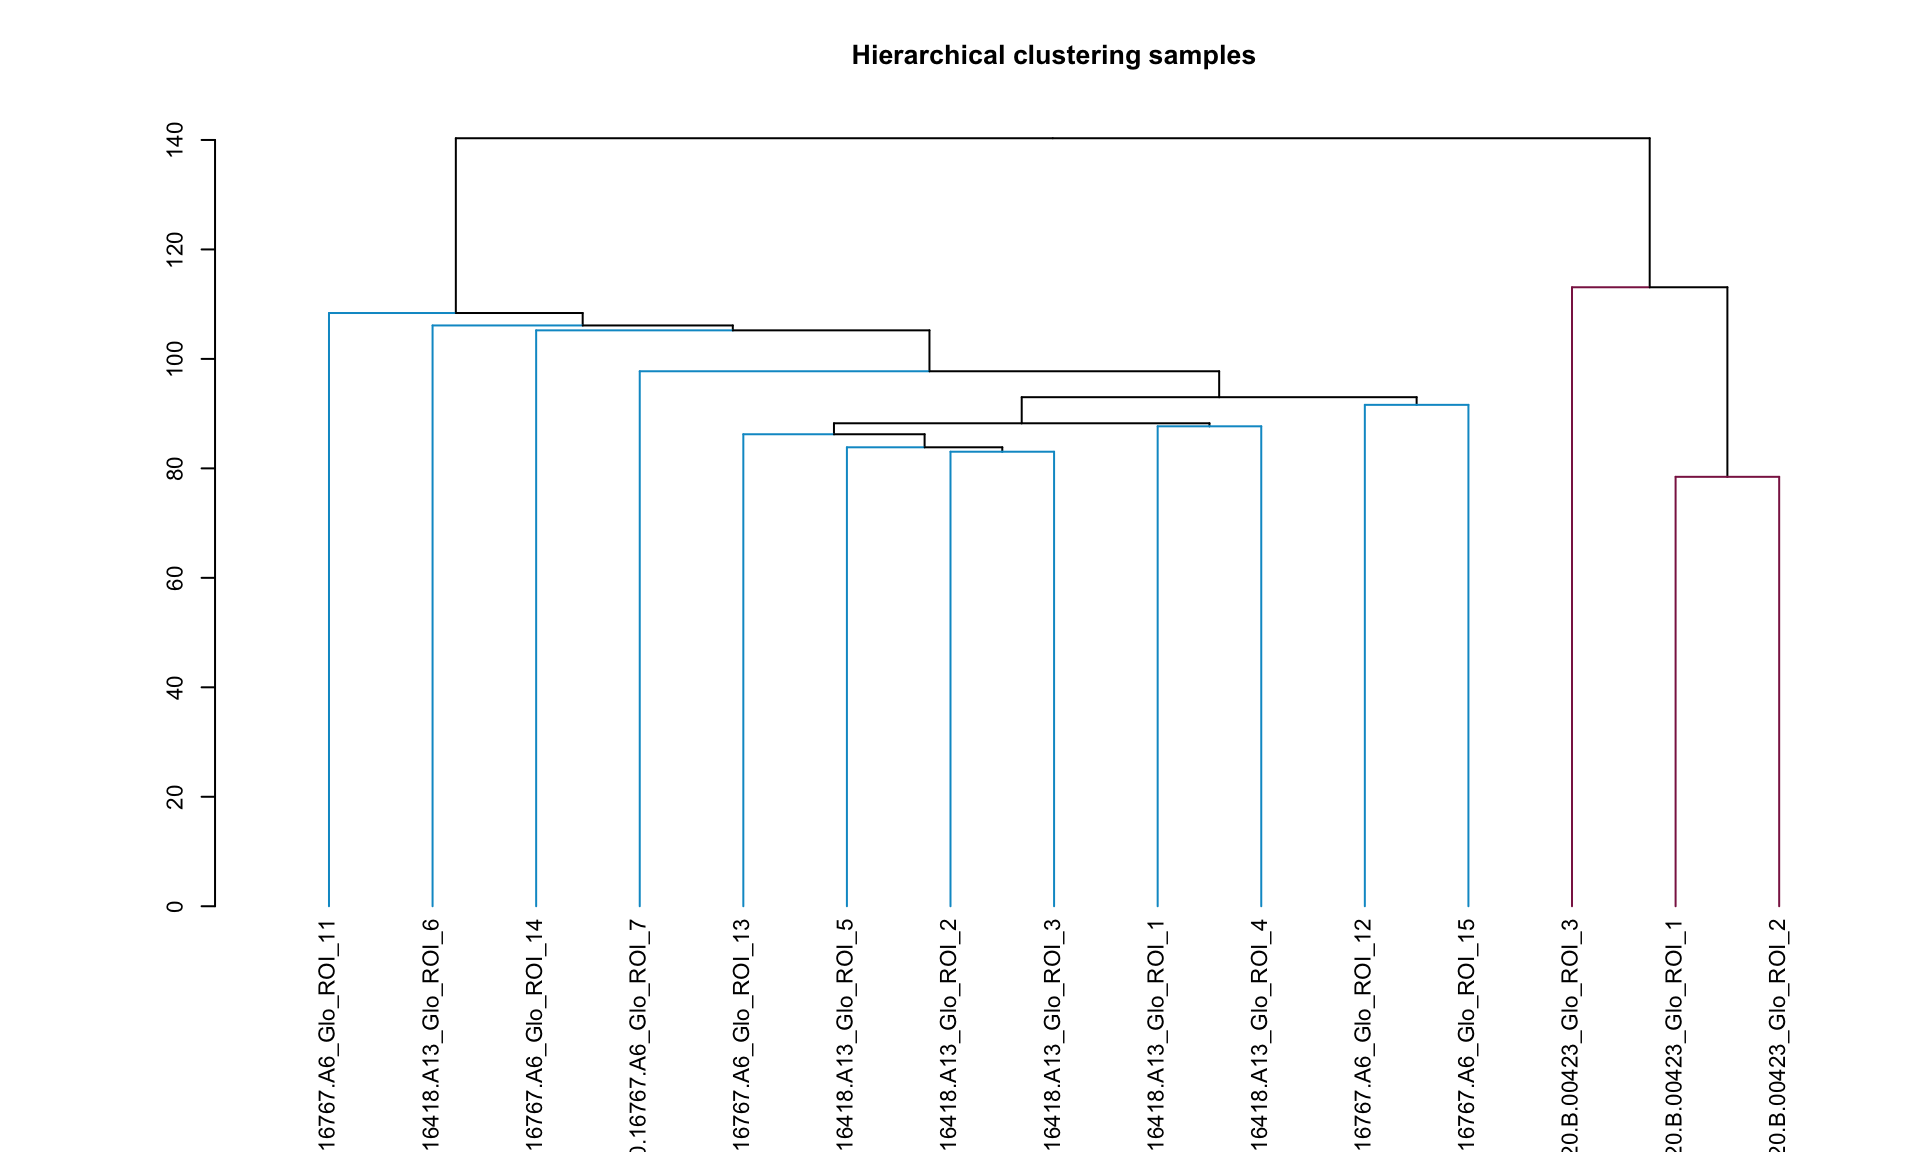 Hierarchical clustering samples
140
120
100
80
60
40
20
0
16767.A6_Glo_ROI_11
16418.A13_Glo_ROI_6
16767.A6_Glo_ROI_14
0.16767.A6_Glo_ROI_7
16767.A6_Glo_ROI_13
16418.A13_Glo_ROI_5
16418.A13_Glo_ROI_2
16418.A13_Glo_ROI_3
16418.A13_Glo_ROI_1
16418.A13_Glo_ROI_4
16767.A6_Glo_ROI_12
16767.A6_Glo_ROI_15
20.B.00423_Glo_ROI_3
20.B.00423_Glo_ROI_1
20.B.00423_Glo_ROI_2